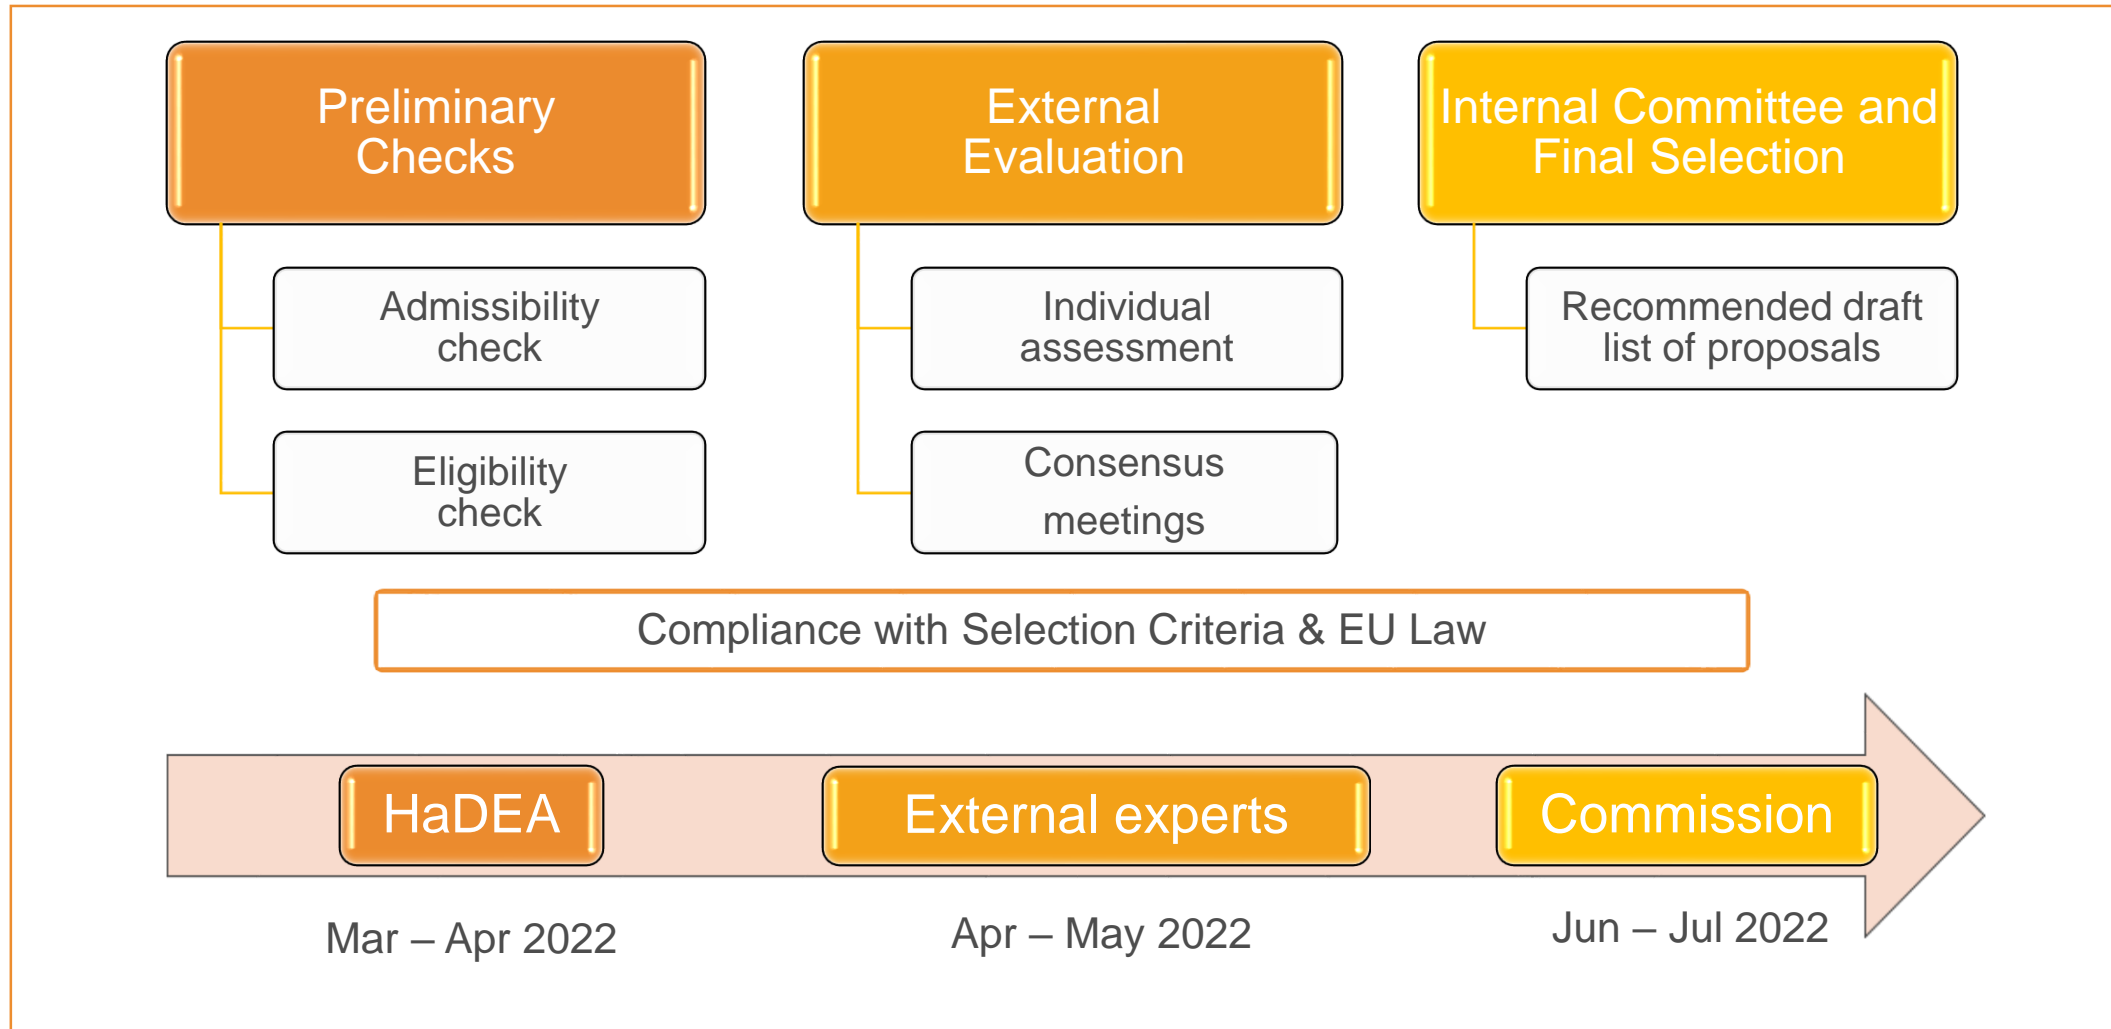 Preliminary
Checks
Admissibility
check
Eligibility
check
External
Evaluation
Individual
assessment
Consensus
meetings
Internal Committee and
Final Selection
Recommended draft
list of proposals
Compliance with Selection Criteria & EU Law
HaDEA
External experts
Commission
Mar – Apr 2022
Apr – May 2022
Jun – Jul 2022